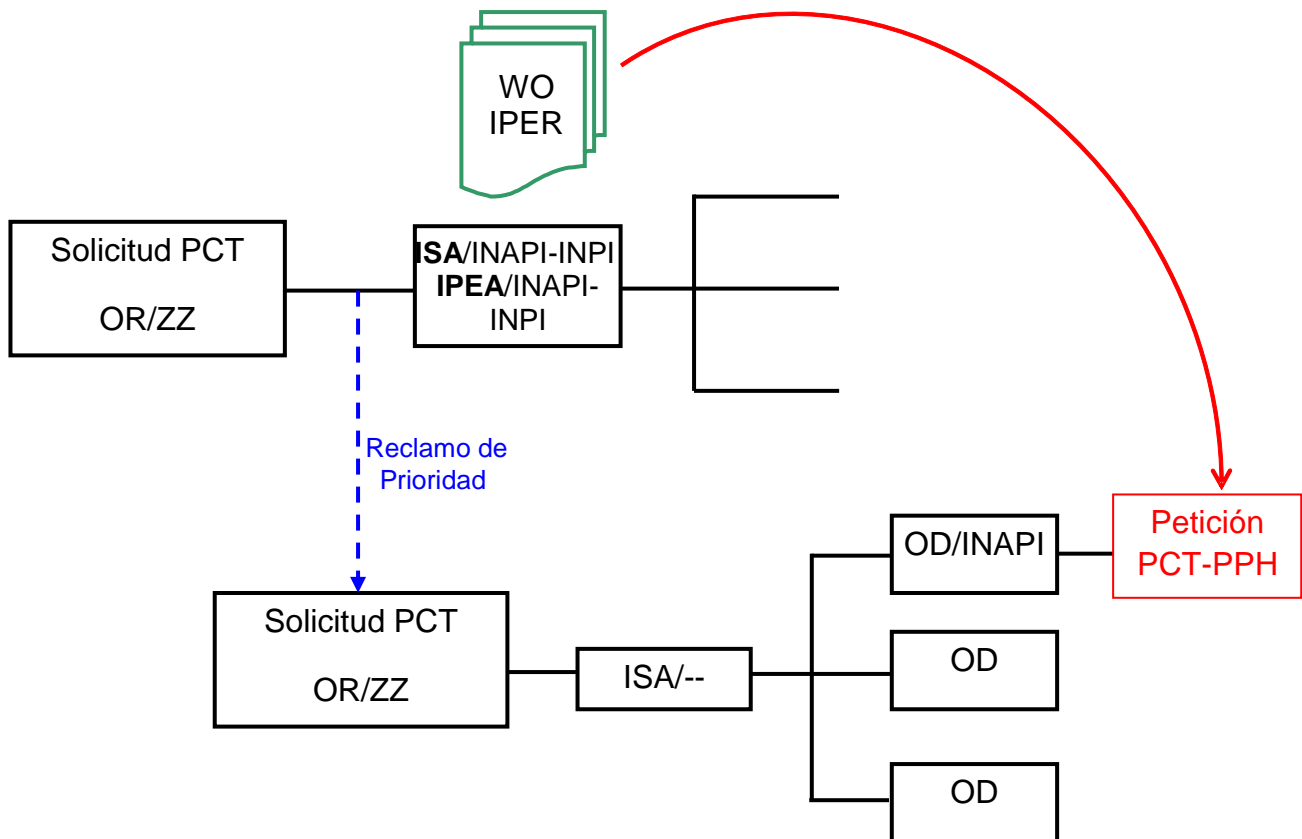 WO
IPER
Solicitud PCT
OR/ZZ
ISA/INAPI-INPI
IPEA/INAPI-
INPI
Reclamo de
Prioridad
Solicitud PCT
OR/ZZ
ISA/--
OD/INAPI
Petición
PCT-PPH
OD
OD